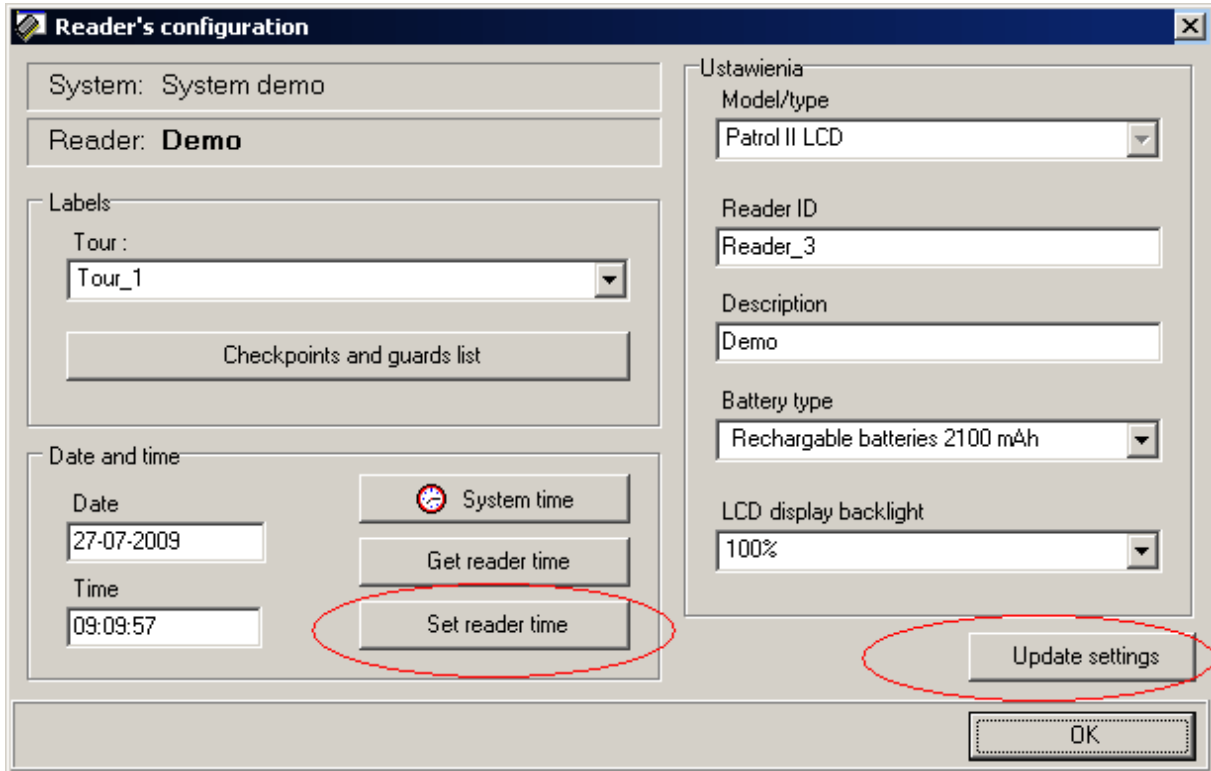 Reader's configuration
System: System demo
Reader: Demo
Labels
Tour :
Tour_1
Checkpoints and guards list
Date and time
Date
27-07-2009
Time
09:09:57
System time
Get reader time
Set reader time
Ustawienia
Model/type
Patrol II LCD
Reader ID
Reader_3
Description
Demo
Battery type
Rechargable batteries 2100 mAh
LCD display backlight
100%
Update settings
OK